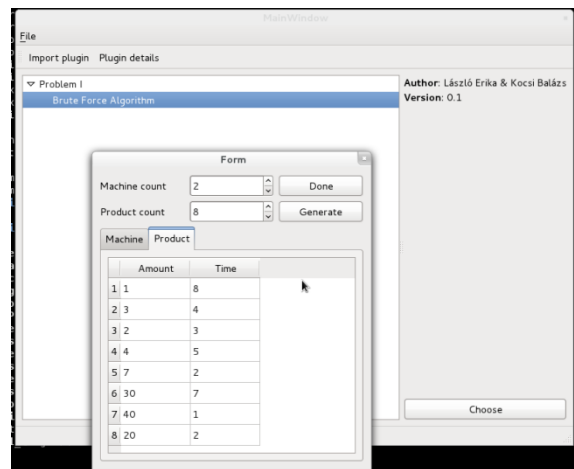 MainWindow
File
Import plugin Plugin details
Problem I
Brute Force Algorithm
Author: László Erika & Kocsi Balázs
Version: 0.1
Form
Machine count 2 Done
Product count 8 Generate
Machine Product
Amount Time
1 1 8
2 3 4
3 2 3
4 4 5
5 7 2
6 30 7
7 40 1
8 20 2
Choose